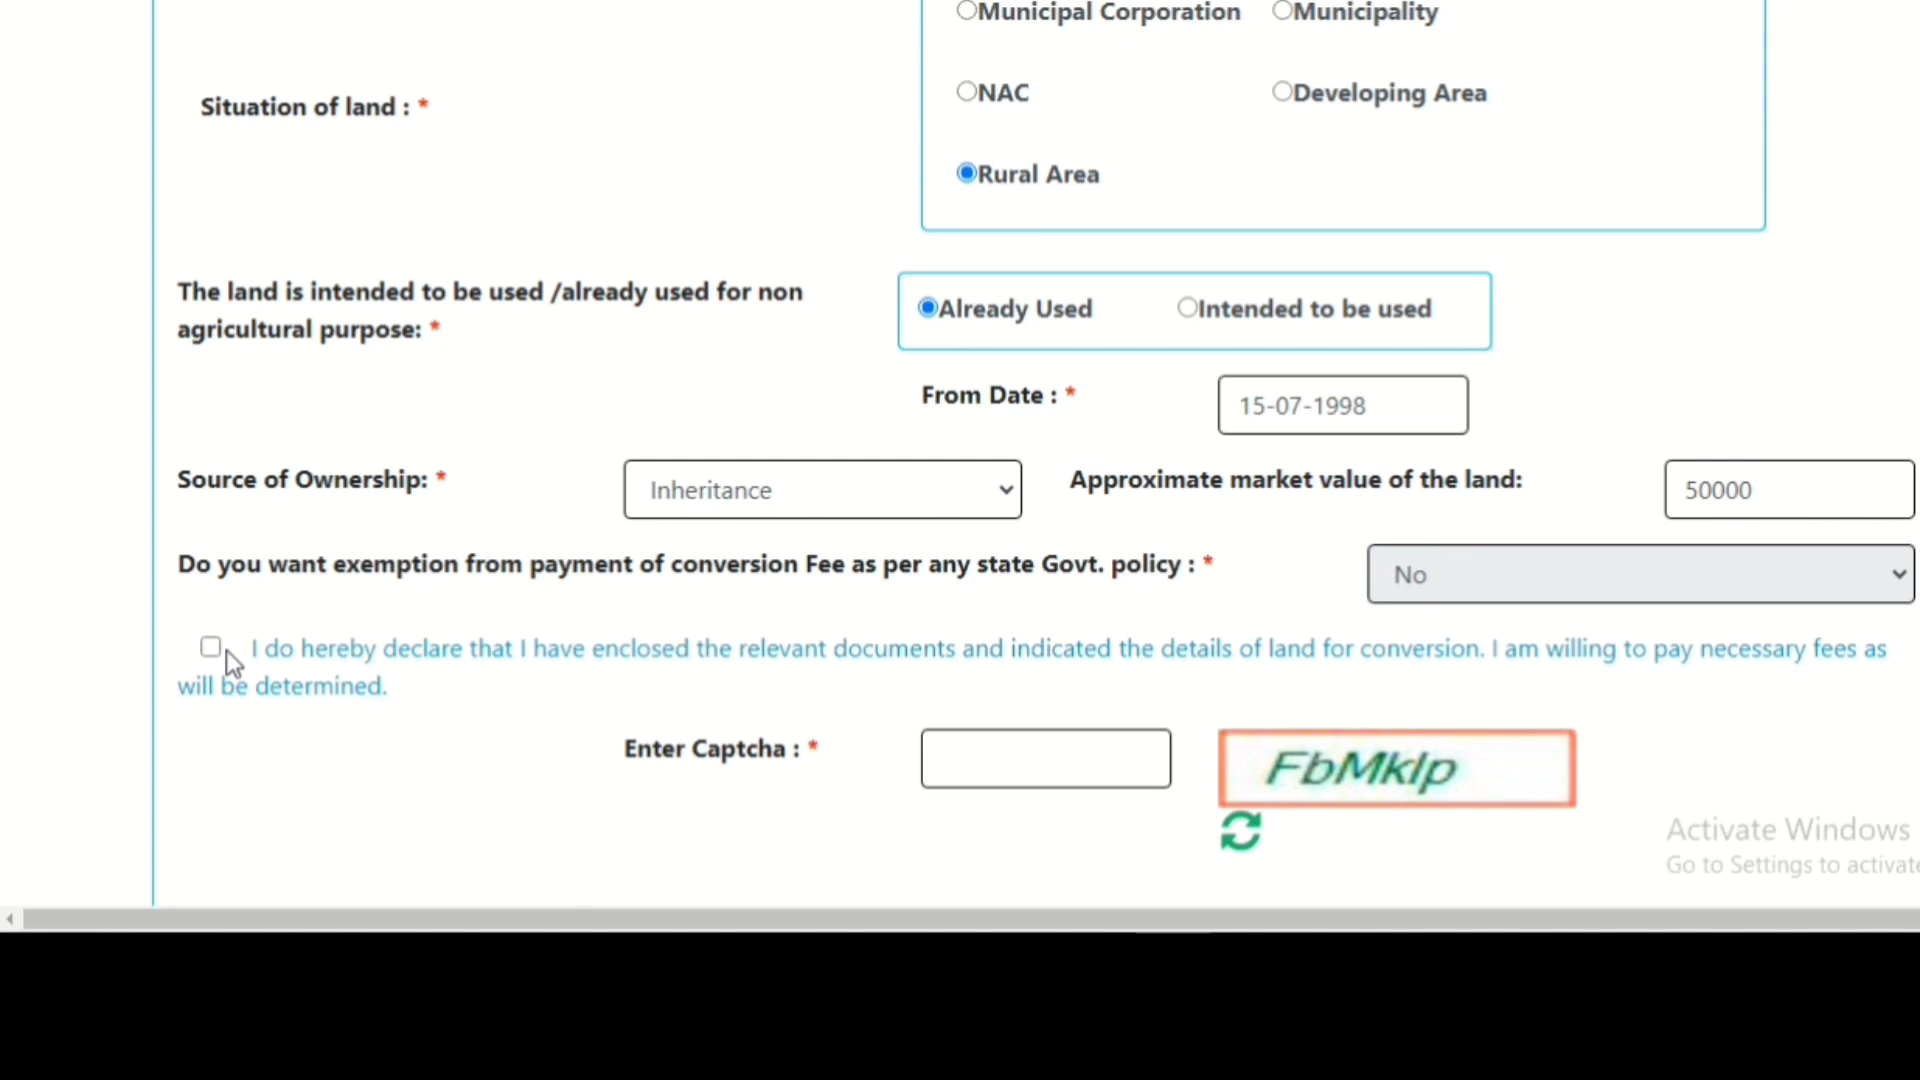 Municipal Corporation Municipality
Situation of land : *
NAC Developing Area
Rural Area
The land is intended to be used /already used for non
agricultural purpose: *
Already Used Intended to be used
From Date : * 15-07-1998
Source of Ownership: * Inheritance Approximate market value of the land: 50000
Do you want exemption from payment of conversion Fee as per any state Govt. policy : * No
I do hereby declare that I have enclosed the relevant documents and indicated the details of land for conversion. I am willing to pay necessary fees as
will be determined.
Enter Captcha : * FbMklp
Activate Windows
Go to Settings to activate